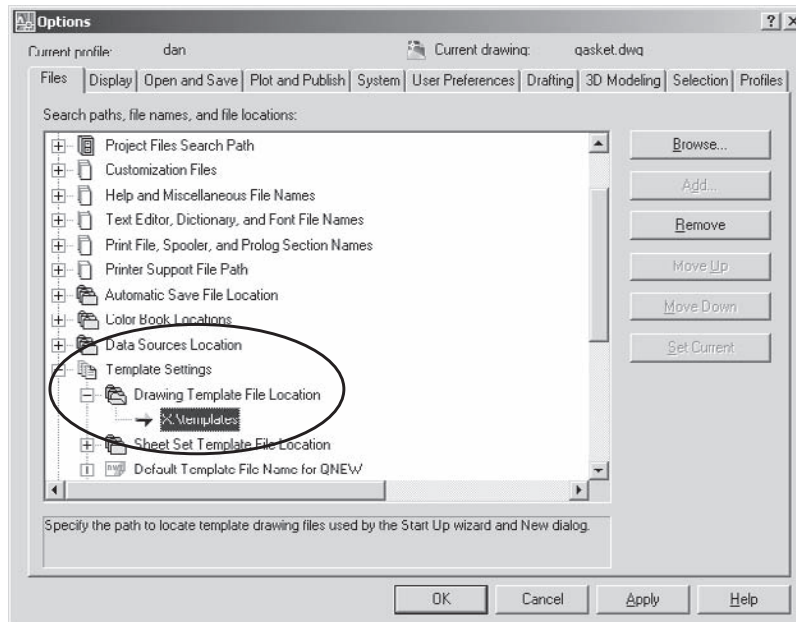 Options
Current profile: dan Current drawing: gasket.dwg
Files Display Open and Save Plot and Publish System User Preferences Drafting 3D Modeling Selection Profiles
Search paths, file names, and file locations:
Project Files Search Path
Customization Files
Help and Miscellaneous File Names
Text Editor, Dictionary, and Font File Names
Print File, Spooler, and Prolog Section Names
Printer Support File Path
Automatic Save File Location
Color Book Locations
Data Sources Location
Template Settings
Drawing Template File Location
X:\templates
Sheet Set Template File Location
Default Template File Name for QNEW
Browse...
Add...
Remove
Move Up
Move Down
Set Current
Specify the path to locate template drawing files used by the Start Up wizard and New dialog.
OK Cancel Apply Help